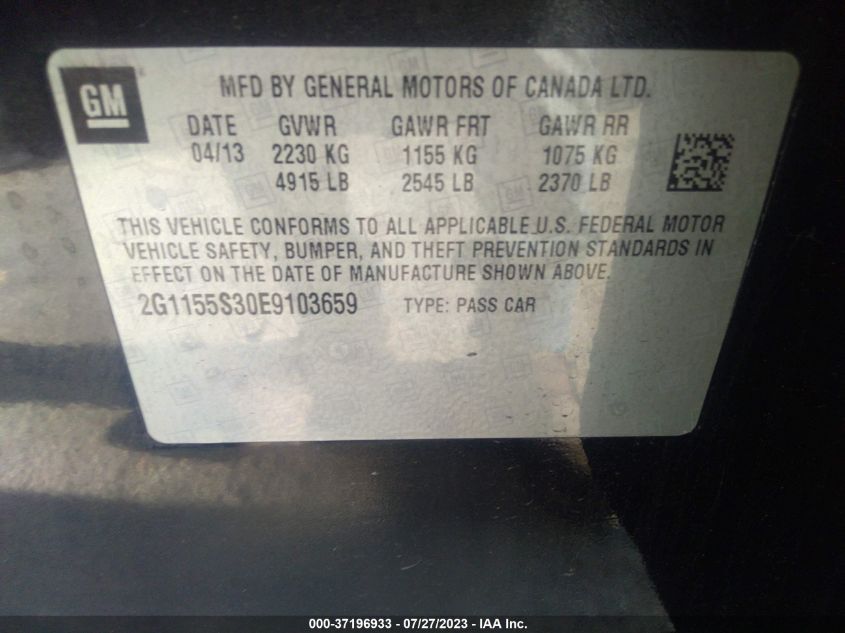 GM
MFD BY GENERAL MOTORS OF CANADA LTD.
DATE GVWR GAWR FRT GAWR RR
04/13 2230 KG 1155 KG 1075 KG
4915 LB 2545 LB 2370 LB
THIS VEHICLE CONFORMS TO ALL APPLICABLE U.S. FEDERAL MOTOR
VEHICLE SAFETY, BUMPER, AND THEFT PREVENTION STANDARDS IN
EFFECT ON THE DATE OF MANUFACTURE SHOWN ABOVE.
2G1155S30E9103659 TYPE: PASS CAR
000-37196933 - 07/27/2023 - IAA Inc.